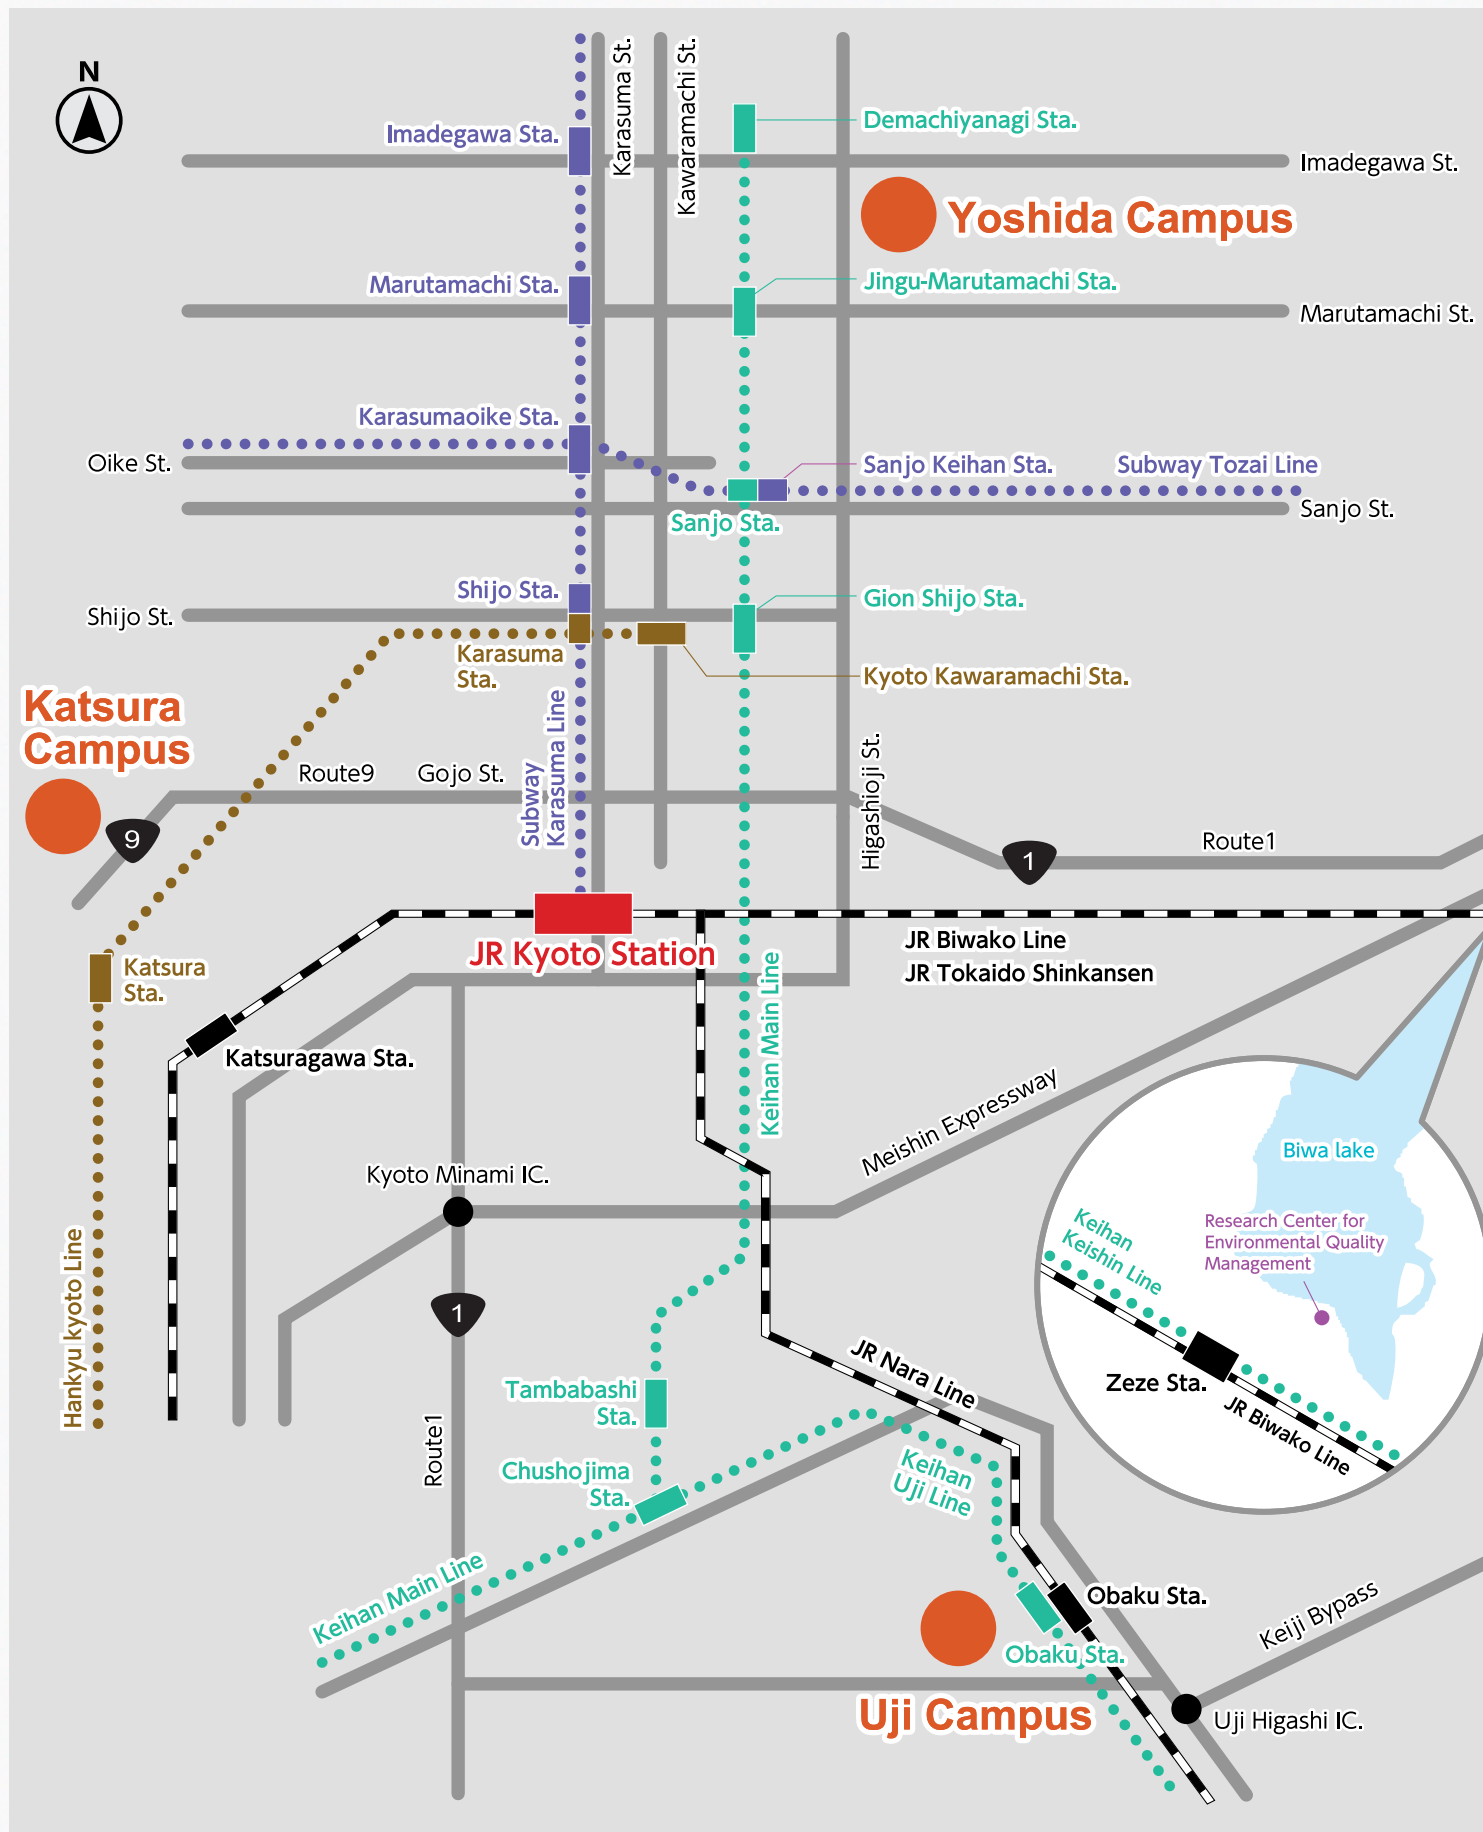 N
Karasuma St.
Kawaramachi St.
Imadegawa Sta.
Demachiyanagi Sta.
Imadegawa St.
Yoshida Campus
Marutamachi Sta.
Jingu-Marutamachi Sta.
Marutamachi St.
Karasumaoike Sta.
Oike St.
Sanjo Keihan Sta.
Subway Tozai Line
Sanjo St.
Sanjo Sta.
Shijo Sta.
Shijo St.
Gion Shijo Sta.
Karasuma
Sta.
Kyoto Kawaramachi Sta.
Katsura
Campus
Subway
Karasuma Line
Higashioji St.
Route9
Gojo St.
9
1
Route1
JR Kyoto Station
JR Biwako Line
JR Tokaido Shinkansen
Katsura
Sta.
Katsuragawa Sta.
Keihan Main Line
Meishin Expressway
Kyoto Minami IC.
Biwa lake
Research Center for
Environmental Quality
Management
Keihan
Keishin Line
Hankyu kyoto Line
1
Zeze Sta.
JR Biwako Line
JR Nara Line
Tambabashi
Sta.
Route1
Chushojima
Sta.
Keihan
Uji Line
Keihan Main Line
Obaku Sta.
Obaku Sta.
Keiji Bypass
Uji Campus
Uji Higashi IC.